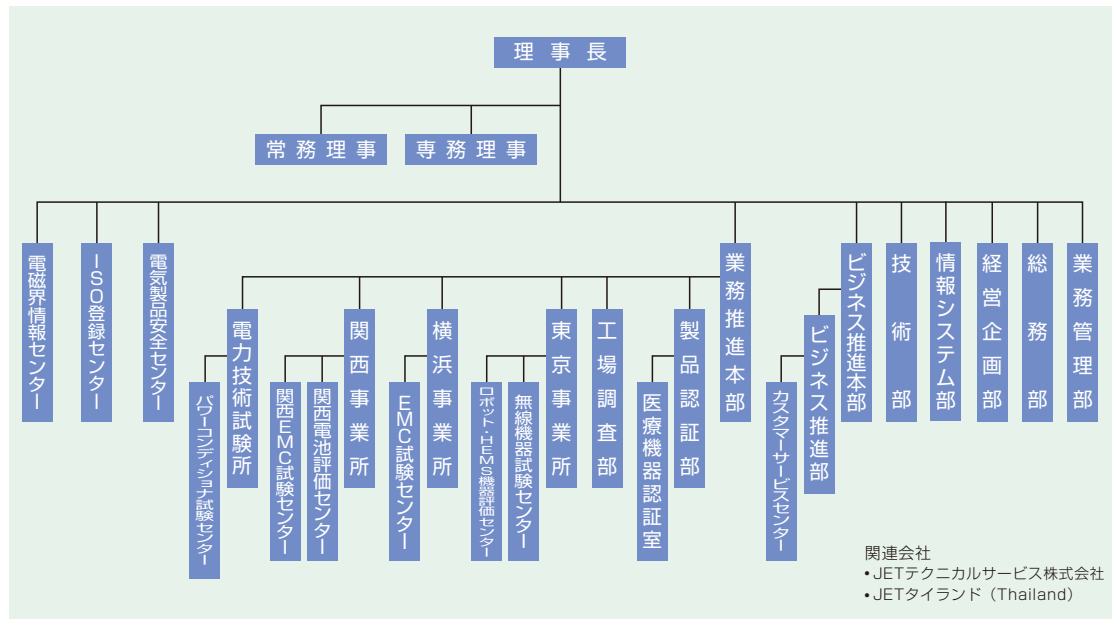 理事長
常務理事
専務理事
電磁界情報センター
ISO登録センター
電気製品安全センター
業務推進本部
ビジネス推進本部
技術部
情報システム部
経営企画部
総務部
業務管理部
電力技術試験所
関西事業所
横浜事業所
東京事業所
工場調査部
製品認証部
ビジネス推進部
パワーコンディショナ試験センター
関西EMC試験センター
関西電池評価センター
EMC試験センター
ロボット・HEMS機器評価センター
無線機器試験センター
医療機器認証室
カスタマーサービスセンター
関連会社
•JETテクニカルサービス株式会社
•JETタイランド（Thailand）